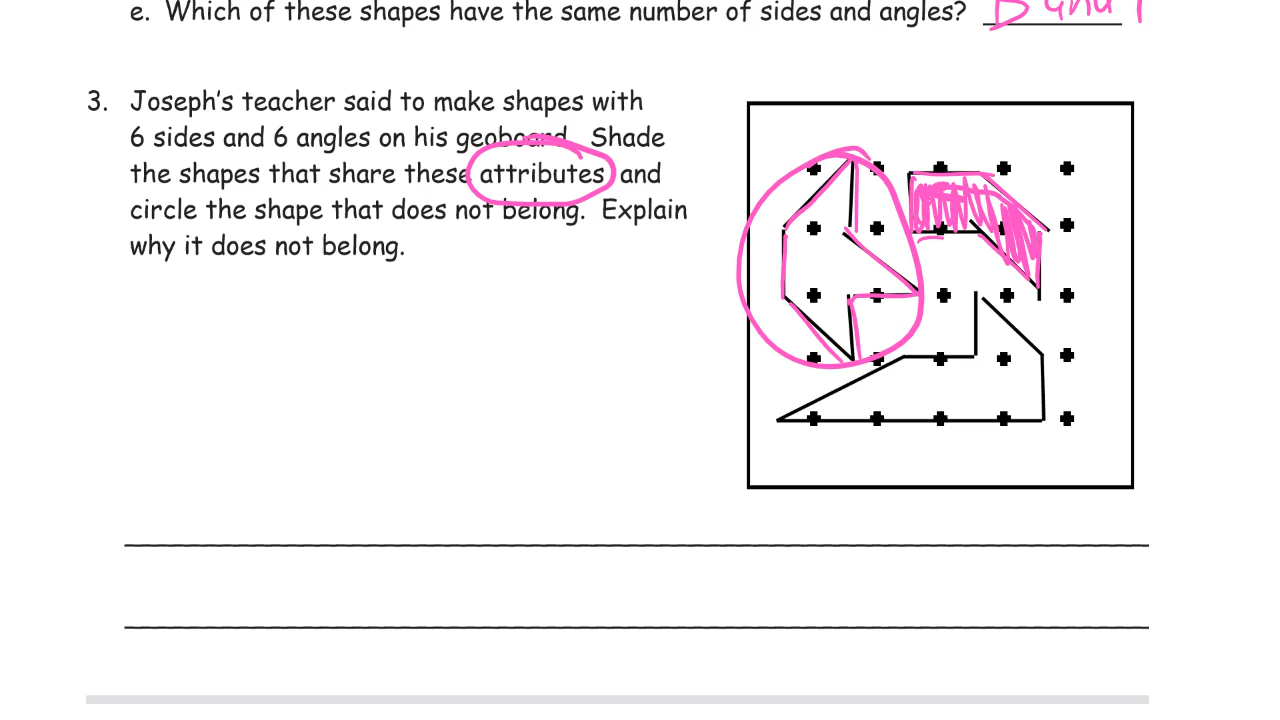 e. Which of these shapes have the same number of sides and angles? B and
3. Joseph's teacher said to make shapes with
6 sides and 6 angles on his geoboard. Shade
the shapes that share these attributes and
circle the shape that does not belong. Explain
why it does not belong.